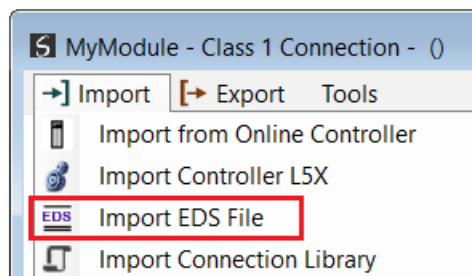 MyModule - Class 1 Connection - ()
Import Export Tools
Import from Online Controller
Import Controller L5X
EDS Import EDS File
Import Connection Library